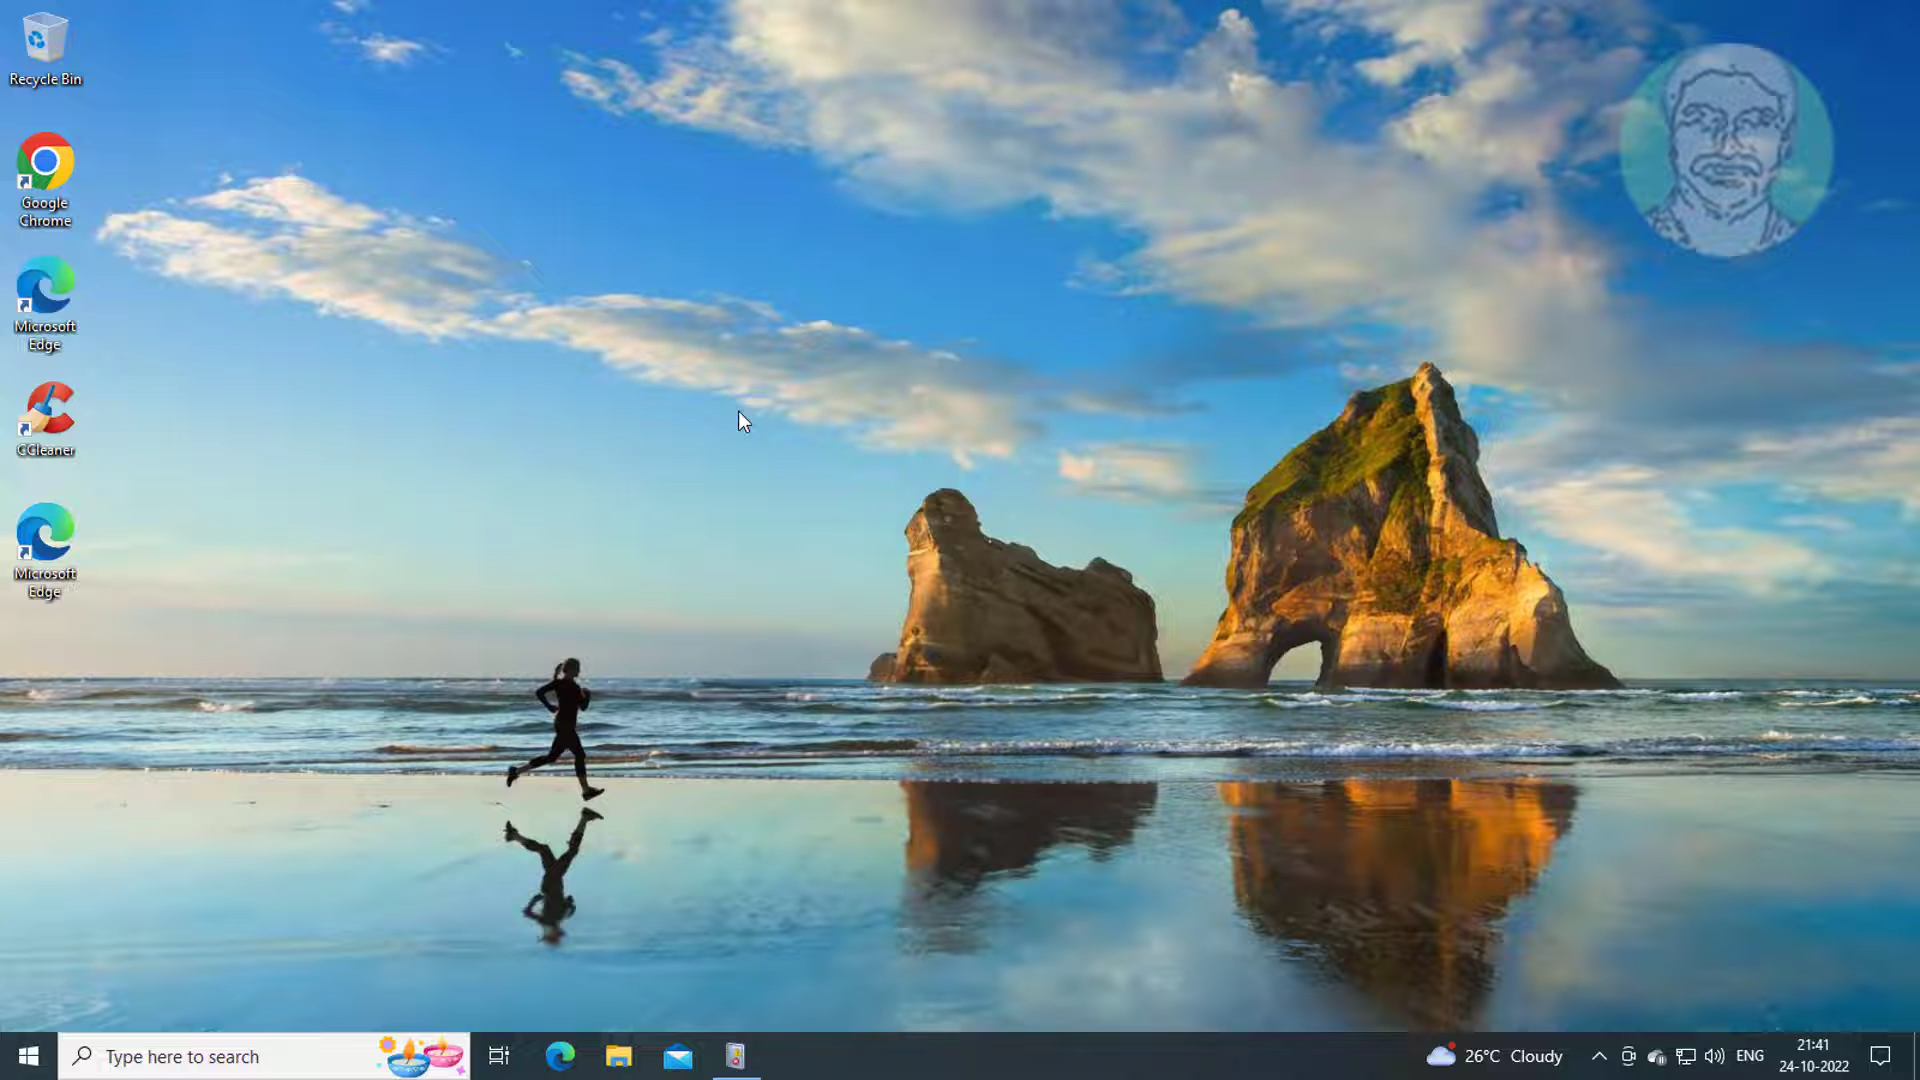 Recycle Bin
Google
Chrome
Microsoft
Edge
CCleaner
Microsoft
Edge
Type here to search
26°C Cloudy
ENG
21:41
24-10-2022